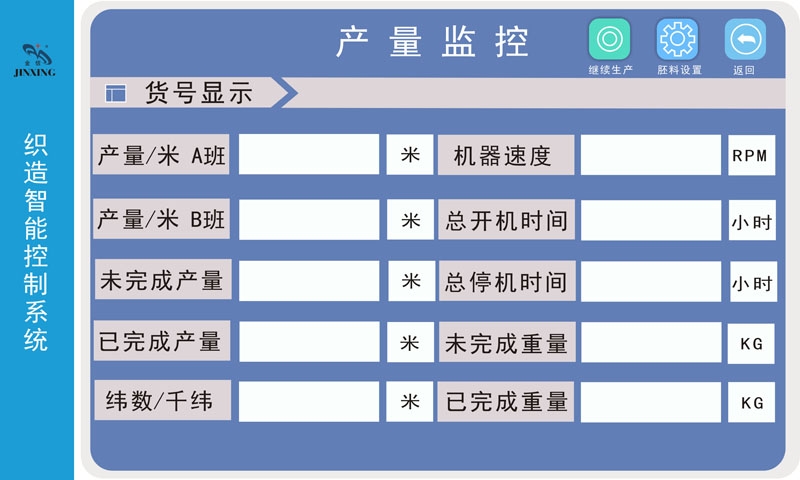 金信
JINXING
织造智能控制系统
产量监控
继续生产
胚料设置
返回
货号显示
产量/米 A班
米
机器速度
RPM
产量/米 B班
米
总开机时间
小时
未完成产量
米
总停机时间
小时
已完成产量
米
未完成重量
KG
纬数/千纬
米
已完成重量
KG